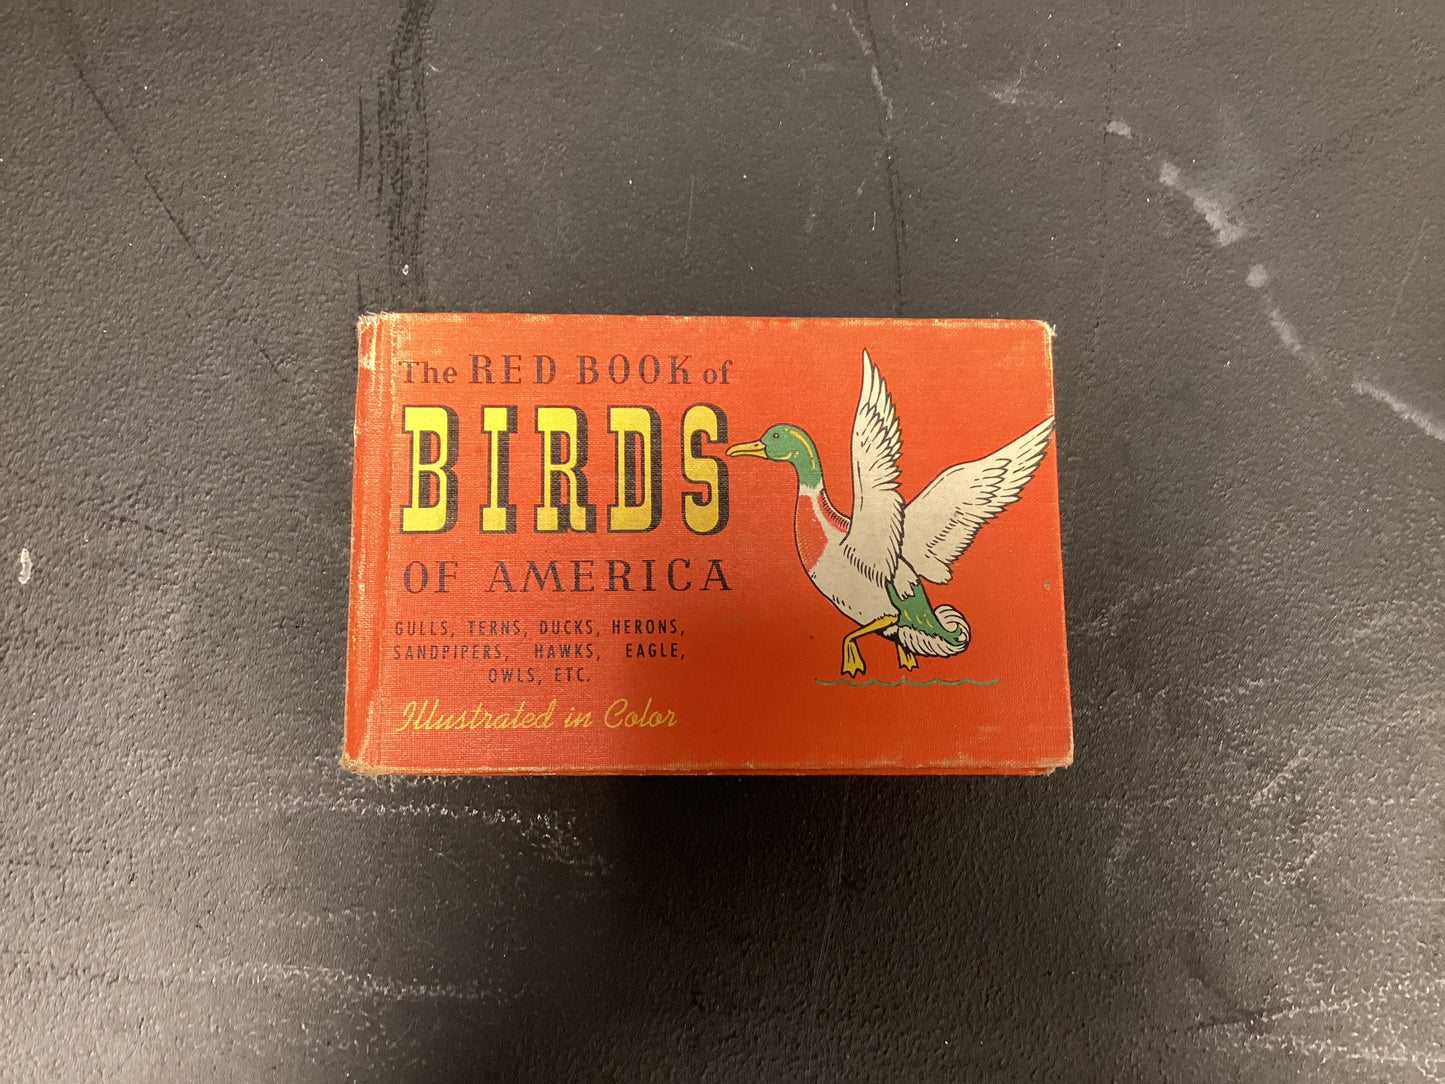 The RED BOOK of
BIRDS
OF AMERICA
GULLS, TERNS, DUCKS, HERONS,
SANDPIPERS, HAWKS, EAGLE,
OWLS, ETC.
Illustrated in Color